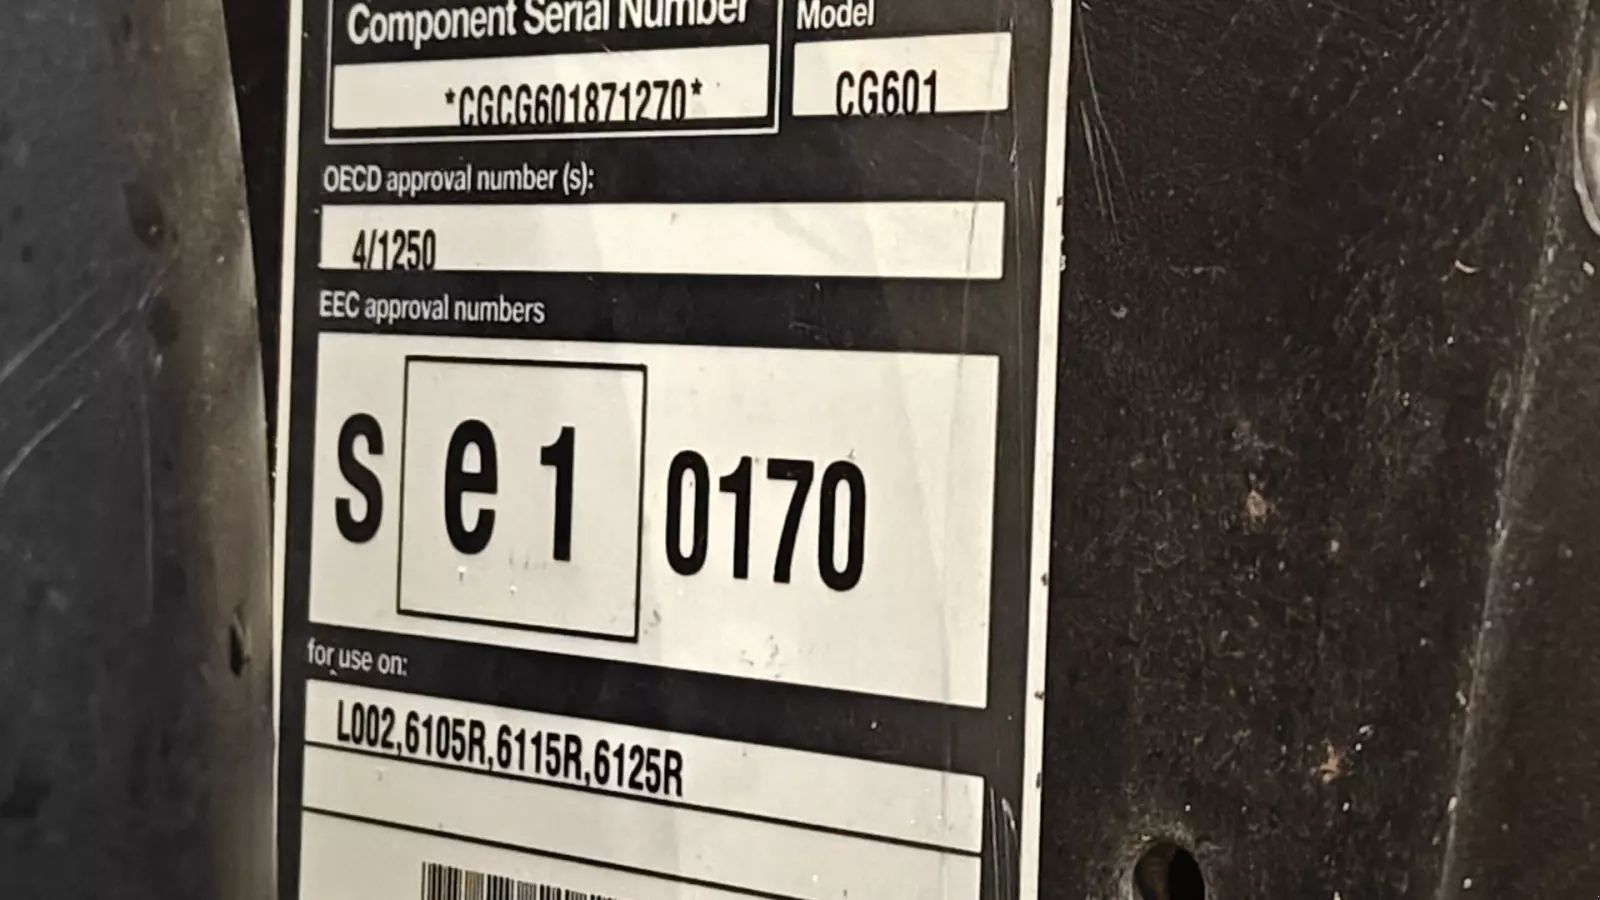 Component Serial Number
Model
*CGCG601871270*
CG601
OECD approval number (s):
4/1250
EEC approval numbers
s e 1 0170
for use on:
L002,6105R,6115R,6125R